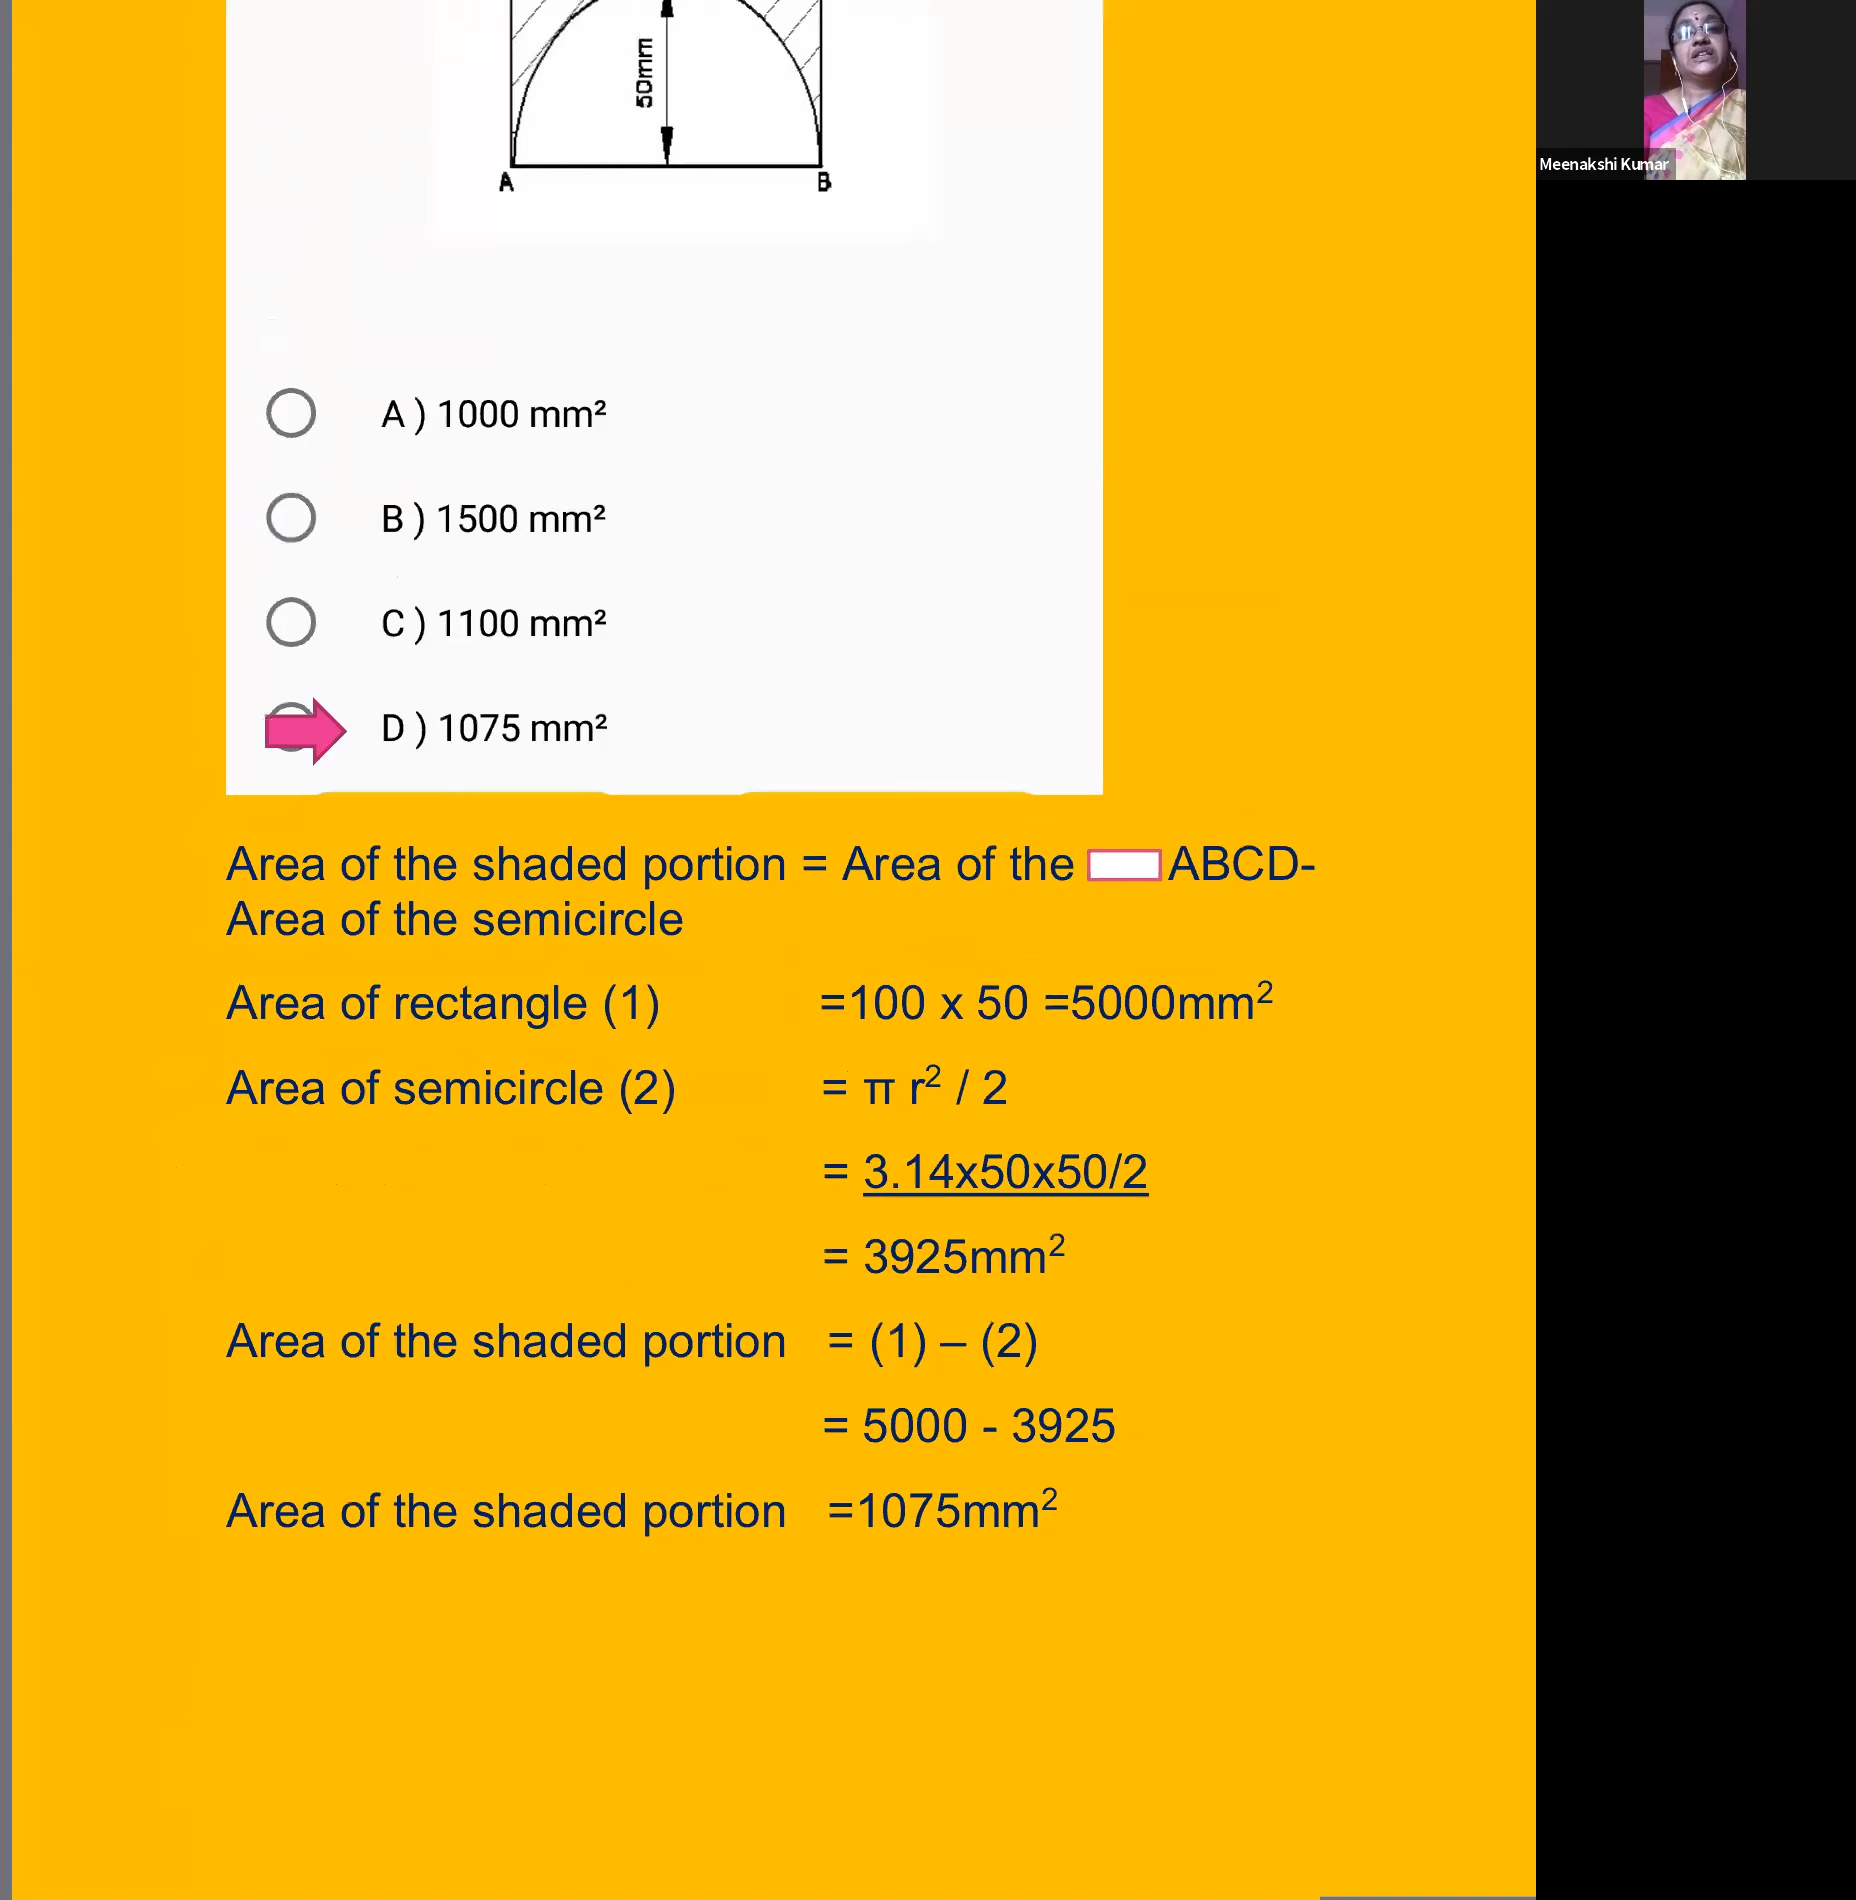 50mm
A B
A ) 1000 mm²
B ) 1500 mm²
C ) 1100 mm²
D ) 1075 mm²
Area of the shaded portion = Area of the ABCD-
Area of the semicircle
Area of rectangle (1) =100 x 50 =5000mm²
Area of semicircle (2) = π r² / 2
= 3.14x50x50/2
= 3925mm²
Area of the shaded portion = (1) – (2)
= 5000 - 3925
Area of the shaded portion =1075mm²
Meenakshi Kumar